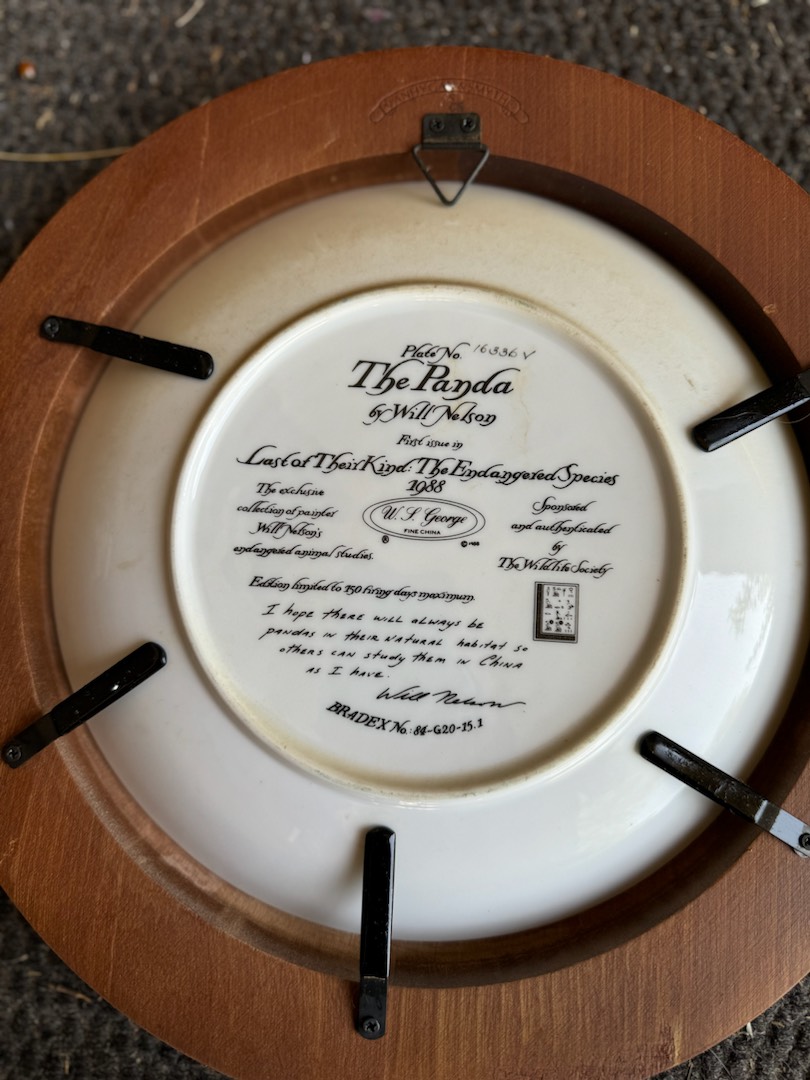 Plate No. 16336V
The Panda
by Will Nelson
First issue in
Last of Their Kind: The Endangered Species
1988
The exclusive
collection of painter
Will Nelson's
endangered animal studies.
W. S. George
FINE CHINA
® © 1988
Sponsored
and authenticated
by
The Wildlife Society
Edition limited to 150 firing days maximum.
I hope there will always be
pandas in their natural habitat so
others can study them in China
as I have.
Will Nelson
BRADEX No.: 84-G20-15.1